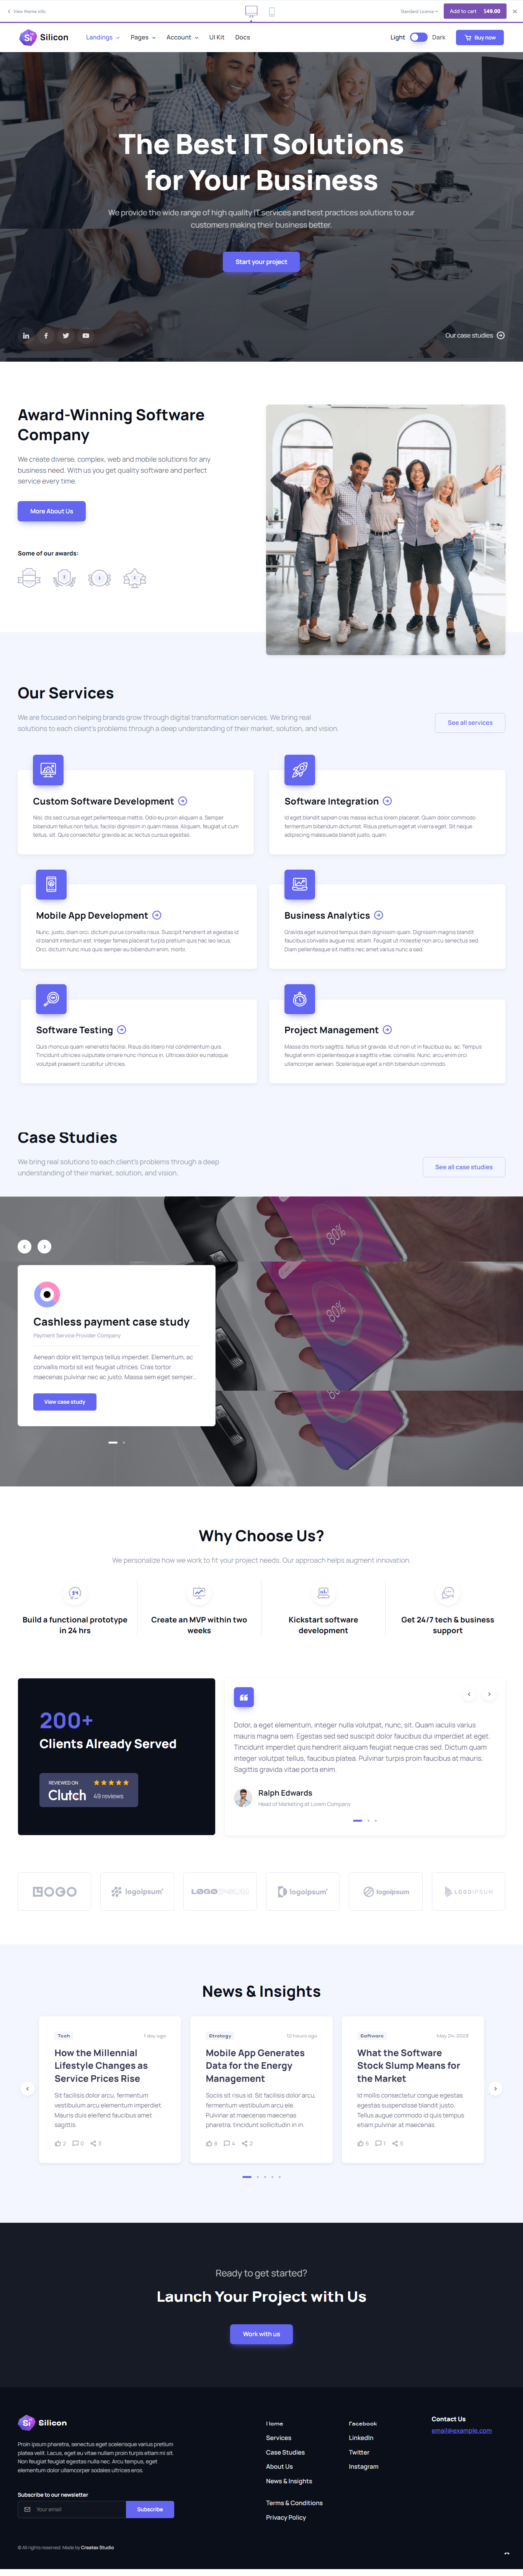 View theme info
Standard License
Add to cart $49.00
Silicon
Landings
Pages
Account
UI Kit
Docs
Light
Dark
Buy now
The Best IT Solutions
for Your Business
We provide the wide range of high quality IT services and best practices solutions to our
customers making their business better.
Start your project
Our case studies
Award-Winning Software
Company
We create diverse, complex, web and mobile solutions for any
business need. With us you get quality software and perfect
service every time.
More About Us
Some of our awards:
Our Services
We are focused on helping brands grow through digital transformation services. We bring real
solutions to each client's problems through a deep understanding of their market, solution, and vision.
See all services
Custom Software Development
Nisi, dis sed cursus eget pellentesque mattis. Odio eu proin aliquam a. Semper
bibendum tellus non tellus, facilisi dignissim in quam massa. Aliquam, feugiat ut cum
tellus, sit. Quis consectetur gravida ac ac lectus cursus egestas.
Software Integration
Id eget blandit sapien cras massa lectus lorem placerat. Quam dolor commodo
fermentum bibendum dictumst. Risus pretium eget at viverra eget. Sit neque
adipiscing malesuada blandit justo, quam.
Mobile App Development
Nunc, justo, diam orci, dictum purus convallis risus. Suscipit hendrerit at egestas id
id blandit interdum est. Integer fames placerat turpis pretium quis hac leo lacus.
Orci, dictum nunc mus quis semper eu bibendum enim, morbi.
Business Analytics
Gravida eget euismod tempus diam dignissim quam. Dignissim magnis blandit
faucibus convallis augue nisl, etiam. Feugiat ut molestie non arcu senectus sed.
Diam pellentesque sit mattis nec amet varius nunc a sed.
Software Testing
Quis rhoncus quam venenatis facilisi. Risus dis libero nisl condimentum quis.
Tincidunt ultricies vulputate ornare nunc rhoncus in. Ultrices dolor eu natoque
volutpat praesent curabitur ultricies.
Project Management
Massa dis morbi sagittis, tellus sit gravida. Id ut non ut in faucibus eu, ac. Tempus
feugiat enim id pellentesque a sagittis vitae, convallis. Nunc, arcu enim orci
ullamcorper aenean. Scelerisque eget a nibh bibendum commodo.
Case Studies
We bring real solutions to each client's problems through a deep
understanding of their market, solution, and vision.
See all case studies
80%
80%
80%
Cashless payment case study
Payment Service Provider Company
Aenean dolor elit tempus tellus imperdiet. Elementum, ac
convallis morbi sit est feugiat ultrices. Cras tortor
maecenas pulvinar nec ac justo. Massa sem eget semper...
View case study
Why Choose Us?
We personalize how we work to fit your project needs. Our approach helps augment innovation.
24
Build a functional prototype
in 24 hrs
Create an MVP within two
weeks
Kickstart software
development
Get 24/7 tech & business
support
200+
Clients Already Served
REVIEWED ON
Clutch
49 reviews
Dolor, a eget elementum, integer nulla volutpat, nunc, sit. Quam iaculis varius
mauris magna sem. Egestas sed sed suscipit dolor faucibus dui imperdiet at eget.
Tincidunt imperdiet quis hendrerit aliquam feugiat neque cras sed. Dictum quam
integer volutpat tellus, faucibus platea. Pulvinar turpis proin faucibus at mauris.
Sagittis gravida vitae porta enim.
Ralph Edwards
Head of Marketing at Lorem Company
LOGO
logoipsum
LOGOIPSUM
logoipsum
logoipsum
LOGOIPSUM
News & Insights
Tech
1 day ago
How the Millennial
Lifestyle Changes as
Service Prices Rise
Sit facilisis dolor arcu, fermentum
vestibulum arcu elementum imperdiet.
Mauris duis eleifend faucibus amet
sagittis.
2 0 3
Strategy
10 hours ago
Mobile App Generates
Data for the Energy
Management
Sociis sit risus id. Sit facilisis dolor arcu,
fermentum vestibulum arcu ele.
Pulvinar at maecenas maecenas
pharetra, tincidunt sollicitudin in in.
8 4 2
Software
May 24, 2023
What the Software
Stock Slump Means for
the Market
Id mollis consectetur congue egestas
egestas suspendisse blandit justo.
Tellus augue commodo id quis tempus
etiam pulvinar at maecenas.
6 1 5
Ready to get started?
Launch Your Project with Us
Work with us
Silicon
Proin ipsum pharetra, senectus eget scelerisque varius pretium
platea velit. Lacus, eget eu vitae nullam proin turpis etiam mi sit.
Non feugiat feugiat egestas nulla nec. Arcu tempus, eget
elementum dolor ullamcorper sodales ultrices eros.
Subscribe to our newsletter
Your email
Subscribe
Home
Services
Case Studies
About Us
News & Insights
Terms & Conditions
Privacy Policy
Facebook
LinkedIn
Twitter
Instagram
Contact Us
email@example.com
© All rights reserved. Made by Createx Studio